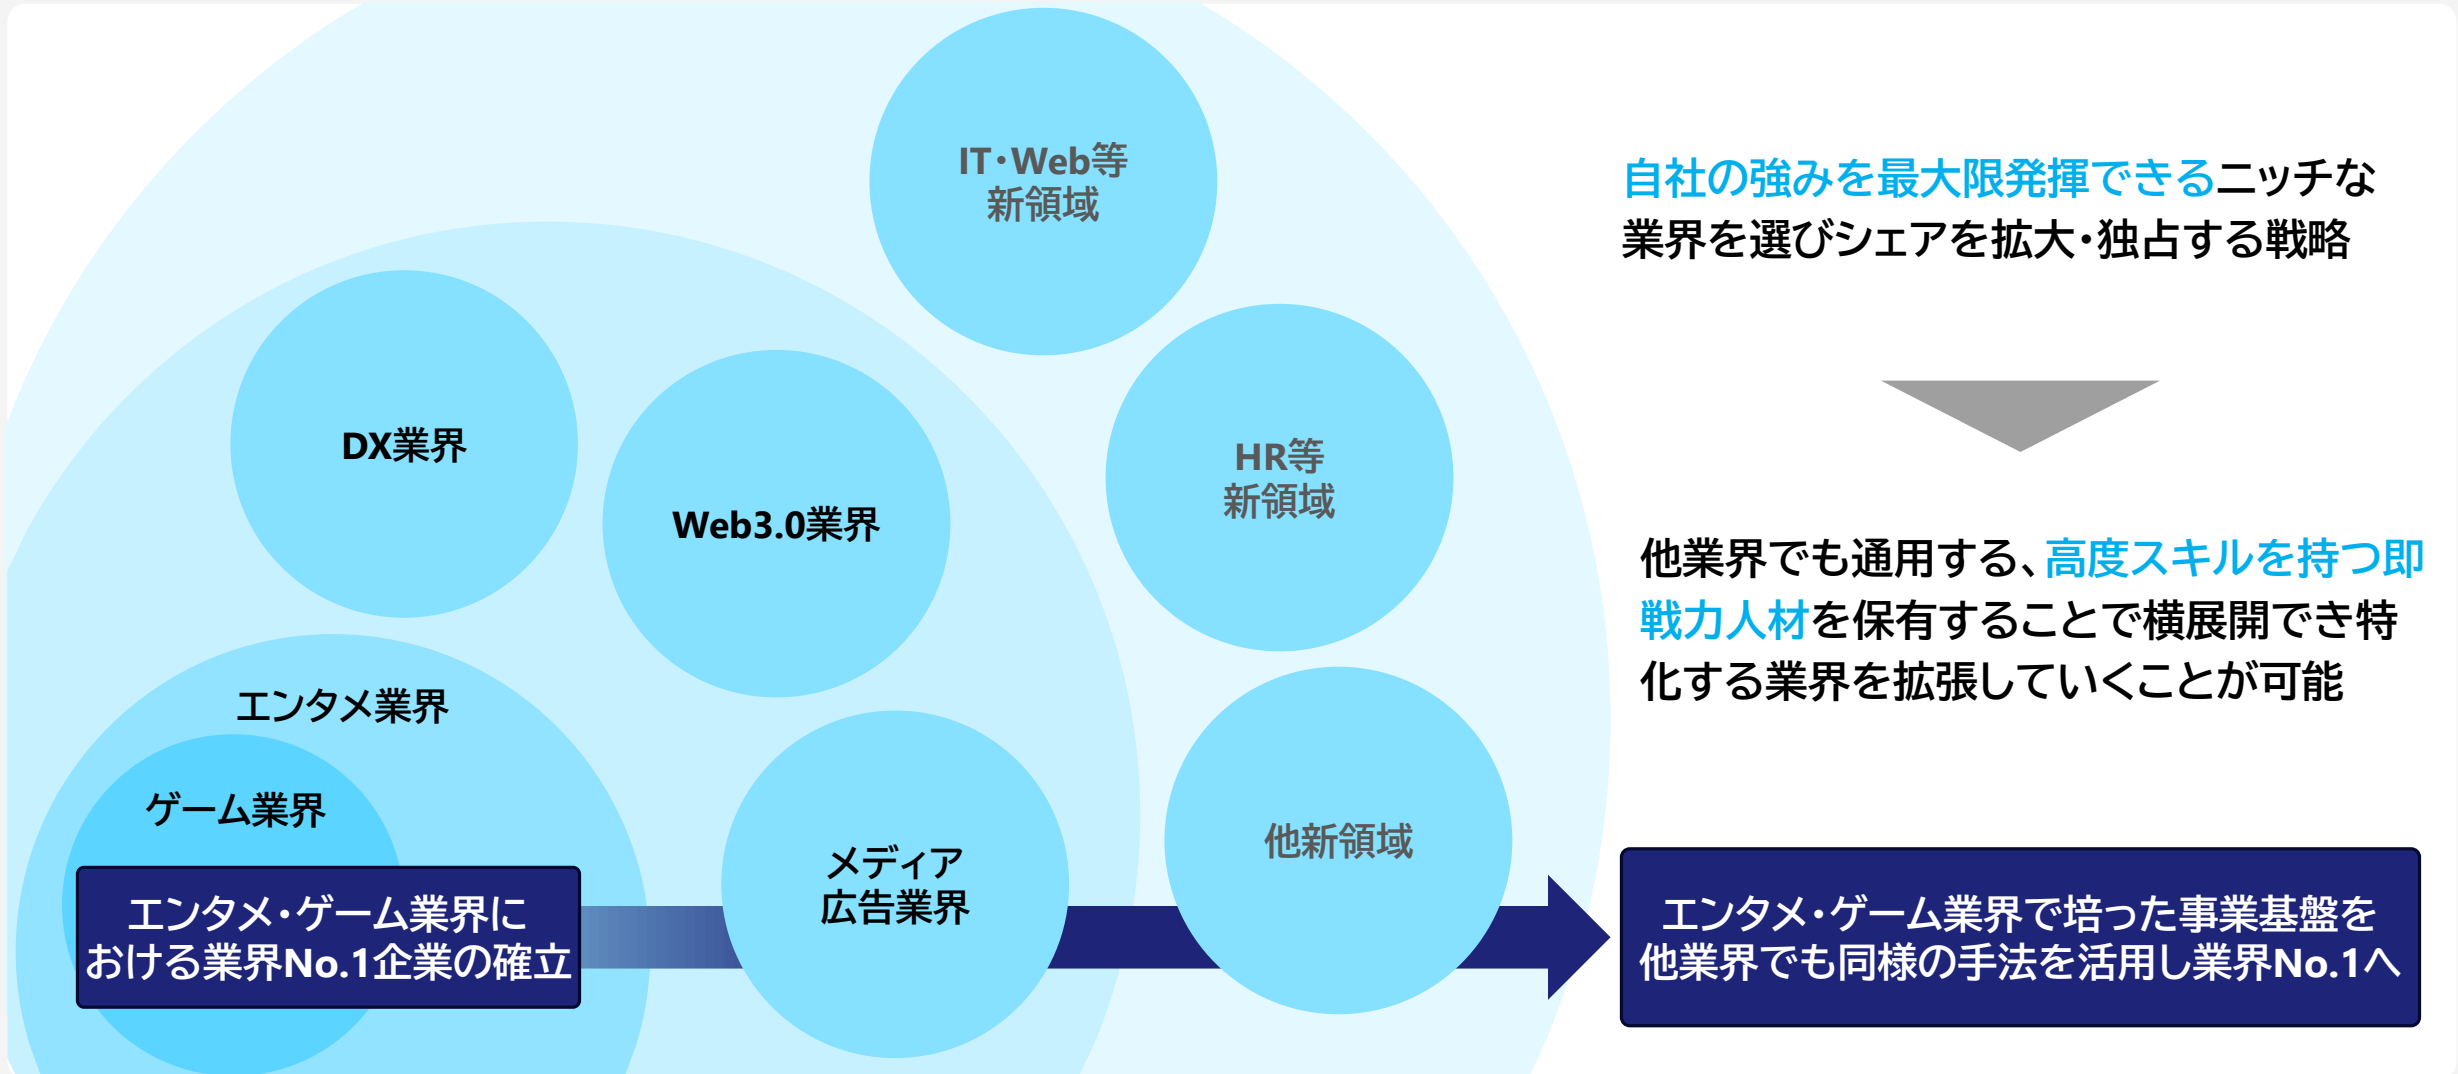 IT・Web等
新領域
DX業界
Web3.0業界
HR等
新領域
エンタメ業界
ゲーム業界
メディア
広告業界
他新領域
エンタメ・ゲーム業界に
おける業界No.1企業の確立
自社の強みを最大限発揮できるニッチな
業界を選びシェアを拡大・独占する戦略
他業界でも通用する、高度スキルを持つ即
戦力人材を保有することで横展開でき特
化する業界を拡張していくことが可能
エンタメ・ゲーム業界で培った事業基盤を
他業界でも同様の手法を活用し業界No.1へ